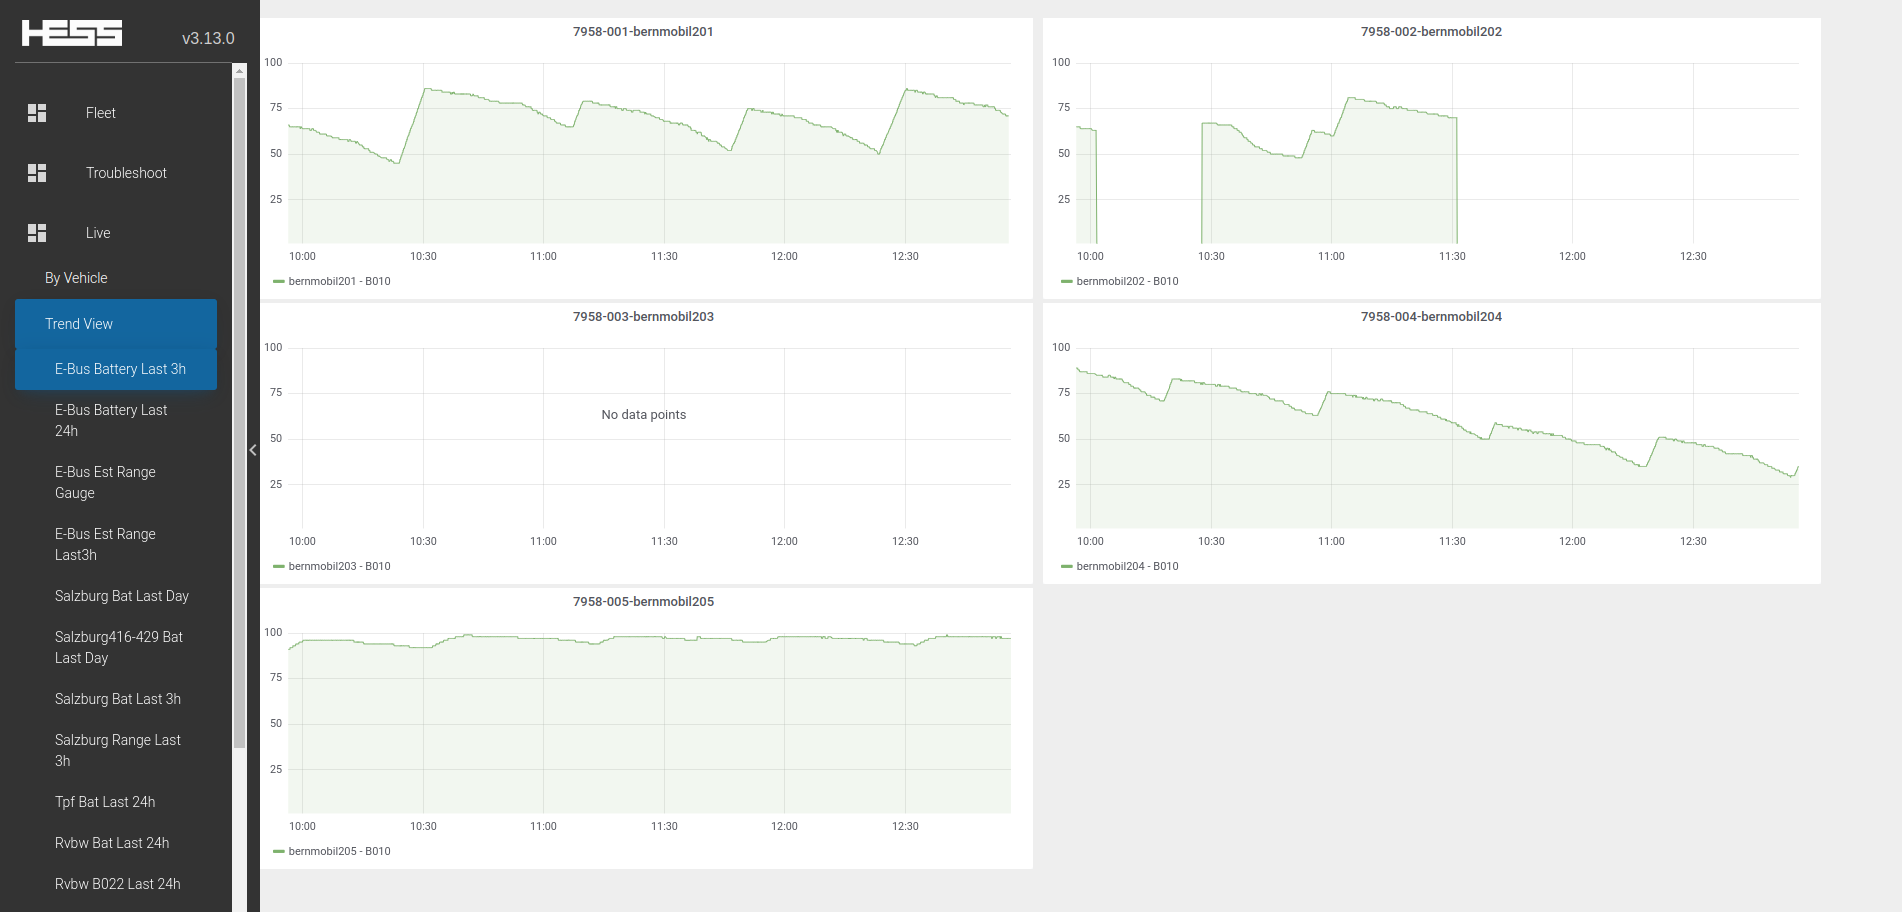 HESS
v3.13.0
Fleet
Troubleshoot
Live
By Vehicle
Trend View
E-Bus Battery Last 3h
E-Bus Battery Last
24h
E-Bus Est Range
Gauge
E-Bus Est Range
Last3h
Salzburg Bat Last Day
Salzburg416-429 Bat
Last Day
Salzburg Bat Last 3h
Salzburg Range Last
3h
Tpf Bat Last 24h
Rvbw Bat Last 24h
Rvbw B022 Last 24h
7958-001-bernmobil201
100
75
50
25
10:00 10:30 11:00 11:30 12:00 12:30
bernmobil201 - B010
7958-002-bernmobil202
100
75
50
25
10:00 10:30 11:00 11:30 12:00 12:30
bernmobil202 - B010
7958-003-bernmobil203
100
75
No data points
50
25
10:00 10:30 11:00 11:30 12:00 12:30
bernmobil203 - B010
7958-004-bernmobil204
100
75
50
25
10:00 10:30 11:00 11:30 12:00 12:30
bernmobil204 - B010
7958-005-bernmobil205
100
75
50
25
10:00 10:30 11:00 11:30 12:00 12:30
bernmobil205 - B010